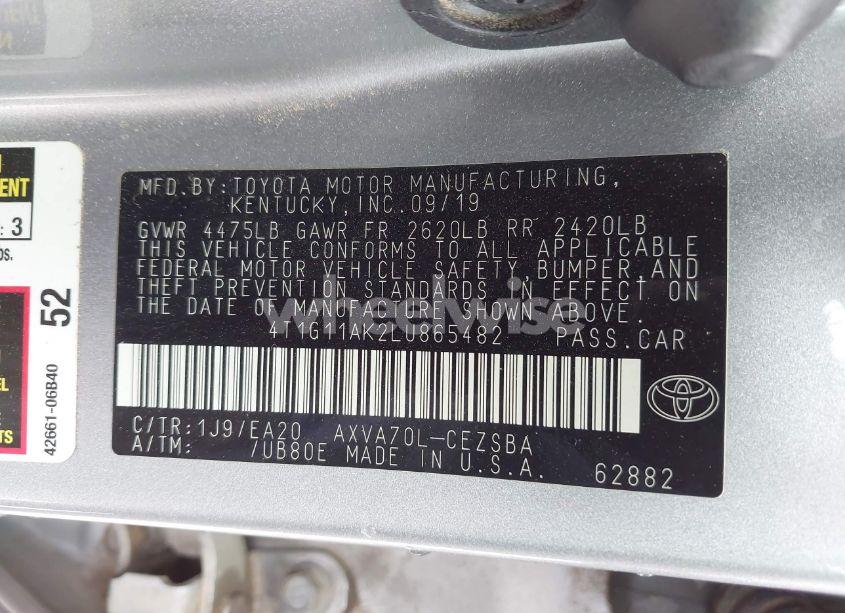 MFD. BY: TOYOTA MOTOR MANUFACTURING,
KENTUCKY, INC. 09/19
GVWR 4475LB GAWR FR 2620LB RR 2420LB
THIS VEHICLE CONFORMS TO ALL APPLICABLE
FEDERAL MOTOR VEHICLE SAFETY, BUMPER, AND
THEFT PREVENTION STANDARDS IN EFFECT ON
THE DATE OF MANUFACTURE SHOWN ABOVE.
wheelwise
PASS. CAR
C/TR: 1J9/EA20 AXVA70L-CEZSBA
A/TM: /UB80E MADE IN U.S.A.
62882
52
42661-06B40
: 3